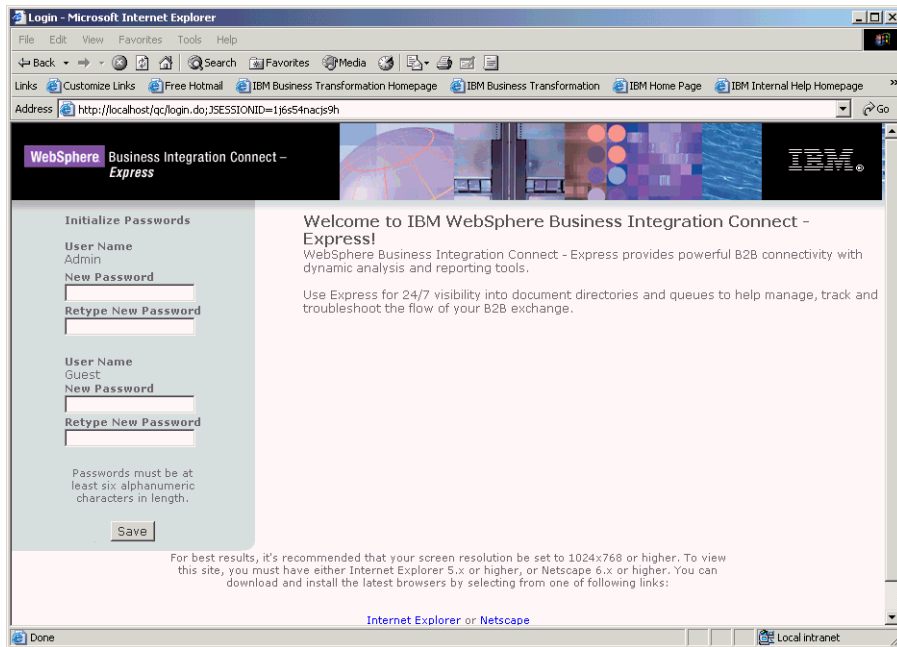 Login - Microsoft Internet Explorer
File Edit View Favorites Tools Help
Back Search Favorites Media
Links Customize Links Free Hotmail IBM Business Transformation Homepage IBM Business Transformation IBM Home Page IBM Internal Help Homepage »
Address http://localhost/qc/login.do;JSESSIONID=1j6s54nacjs9h Go
WebSphere Business Integration Connect –
Express
IBM®
Initialize Passwords
User Name
Admin
New Password
Retype New Password
User Name
Guest
New Password
Retype New Password
Passwords must be at
least six alphanumeric
characters in length.
Save
Welcome to IBM WebSphere Business Integration Connect -
Express!
WebSphere Business Integration Connect - Express provides powerful B2B connectivity with
dynamic analysis and reporting tools.
Use Express for 24/7 visibility into document directories and queues to help manage, track and
troubleshoot the flow of your B2B exchange.
For best results, it's recommended that your screen resolution be set to 1024x768 or higher. To view
this site, you must have either Internet Explorer 5.x or higher, or Netscape 6.x or higher. You can
download and install the latest browsers by selecting from one of following links:
Internet Explorer or Netscape
Done Local intranet